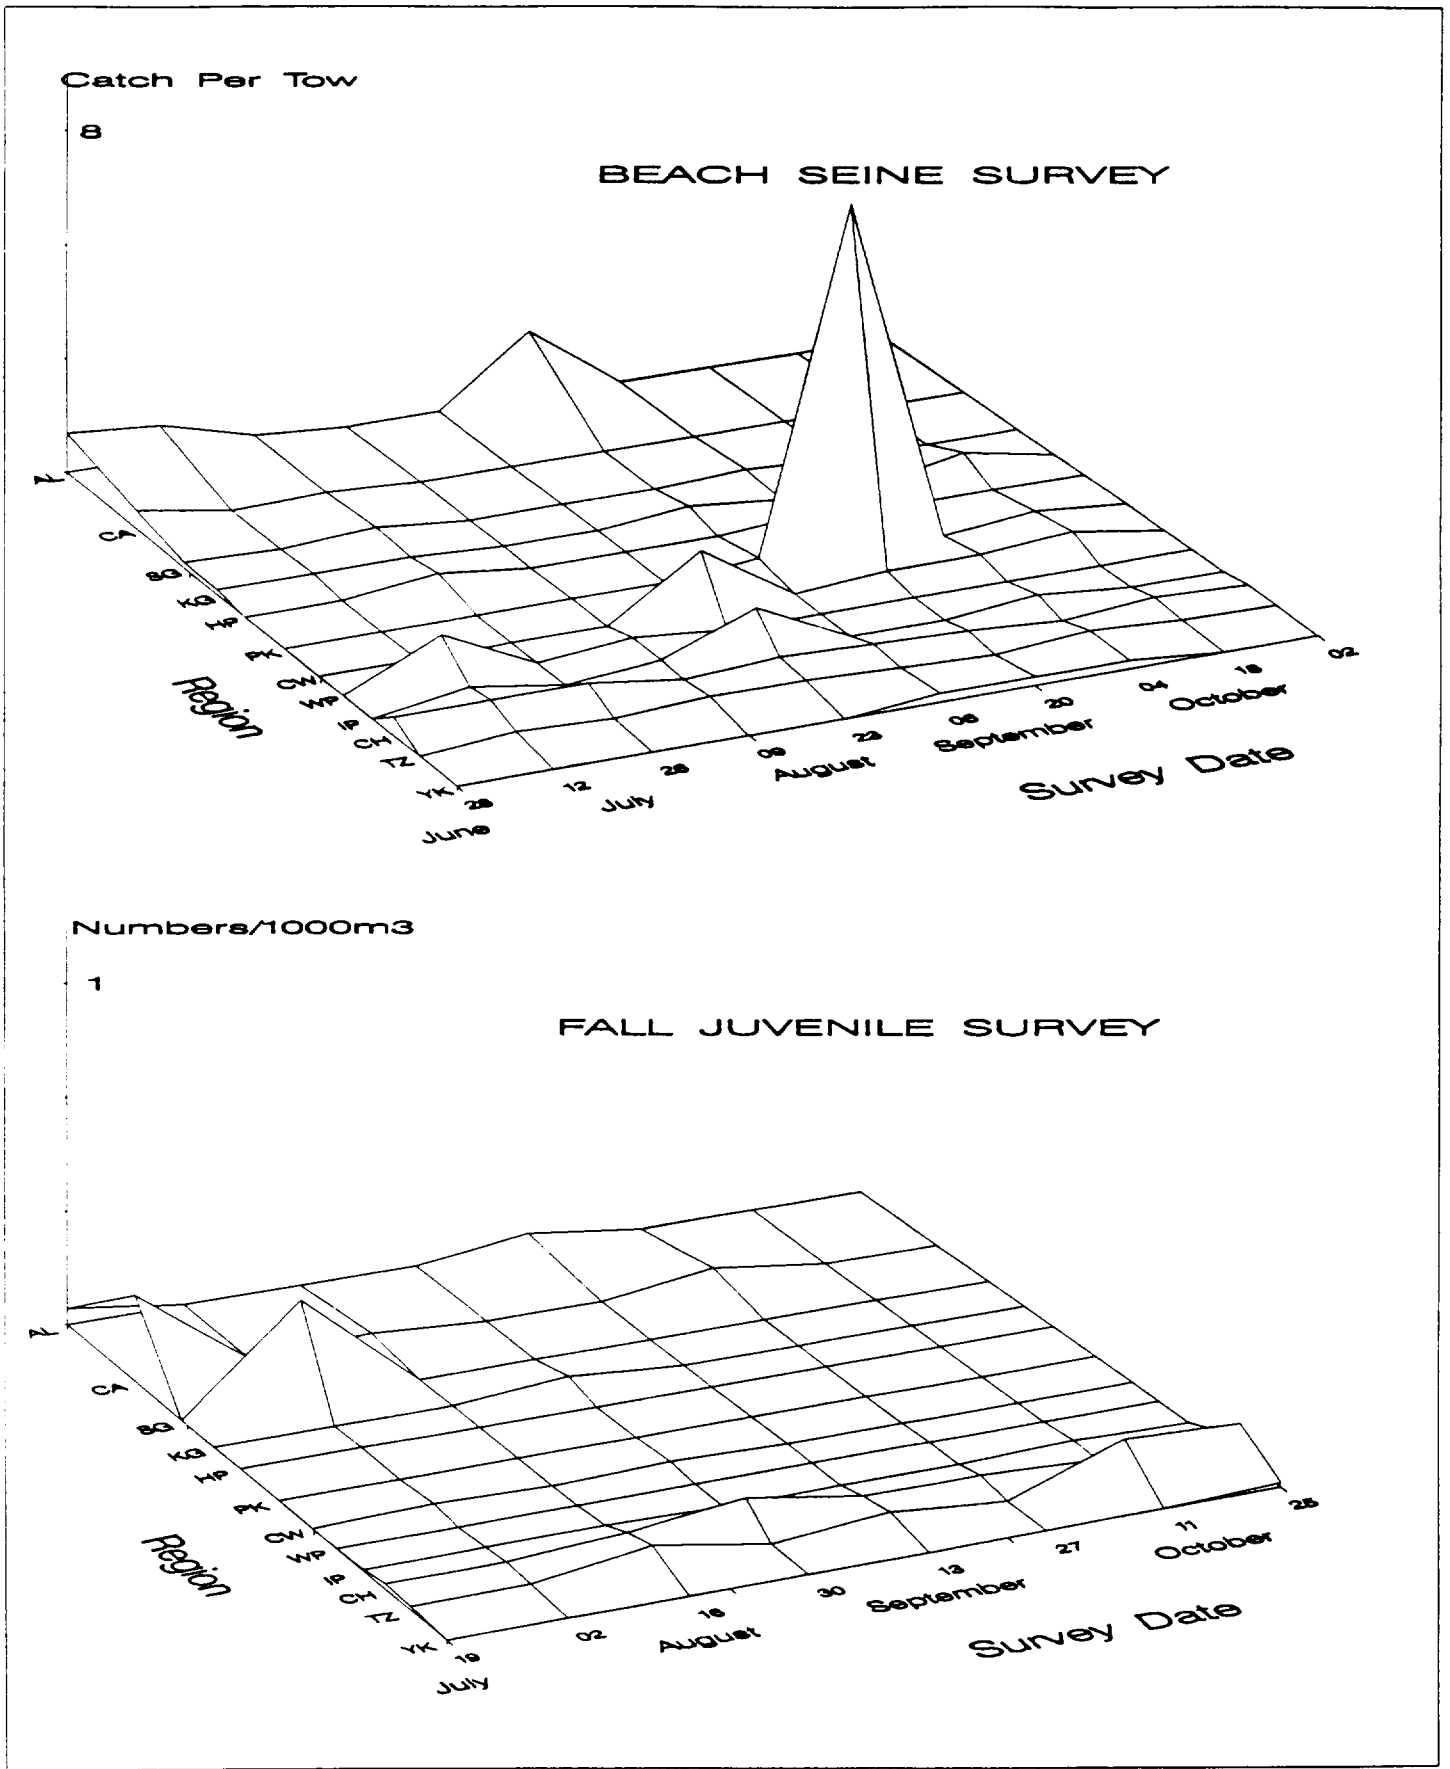 Catch Per Tow
8
BEACH SEINE SURVEY
CA
SG
KG
HP
PK
CW
WP
IP
CH
TZ
YK
Region
28
12
26
09
23
06
20
04
18
02
June
July
August
September
October
Survey Date
Numbers/1000m3
1
FALL JUVENILE SURVEY
CA
SG
KG
HP
PK
CW
WP
IP
CH
TZ
YK
Region
19
02
16
30
13
27
11
25
July
August
September
October
Survey Date